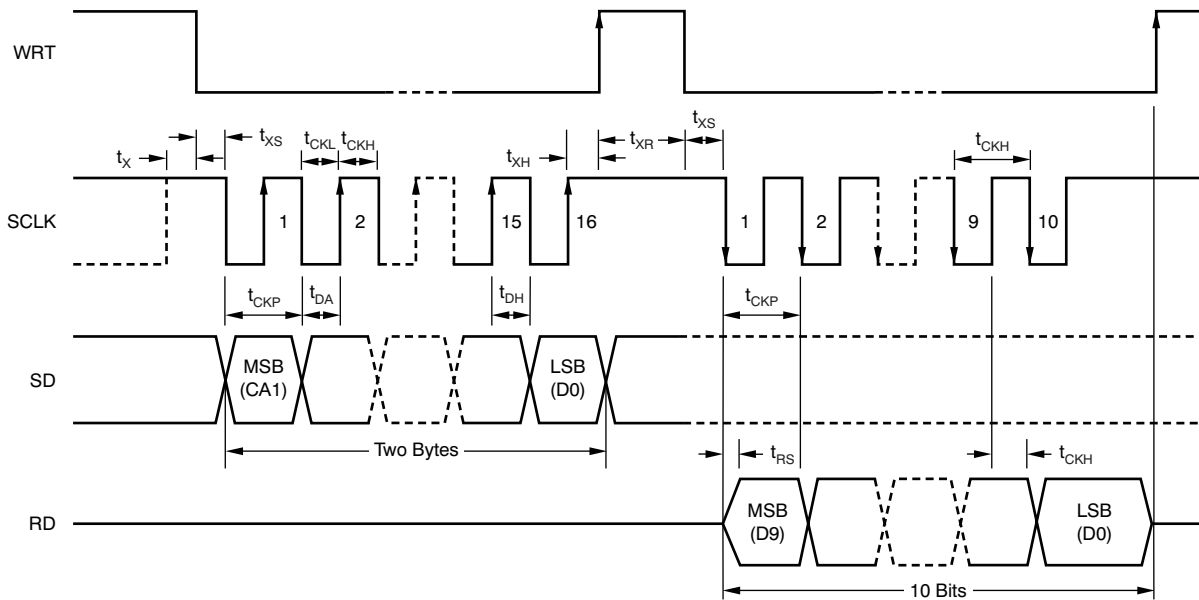 WRT
t_X
t_XS
t_CKL
t_CKH
t_XH
t_XR
t_XS
t_CKH
SCLK
1
2
15
16
1
2
9
10
t_CKP
t_DA
t_DH
t_CKP
SD
MSB
(CA1)
LSB
(D0)
Two Bytes
t_RS
t_CKH
RD
MSB
(D9)
LSB
(D0)
10 Bits